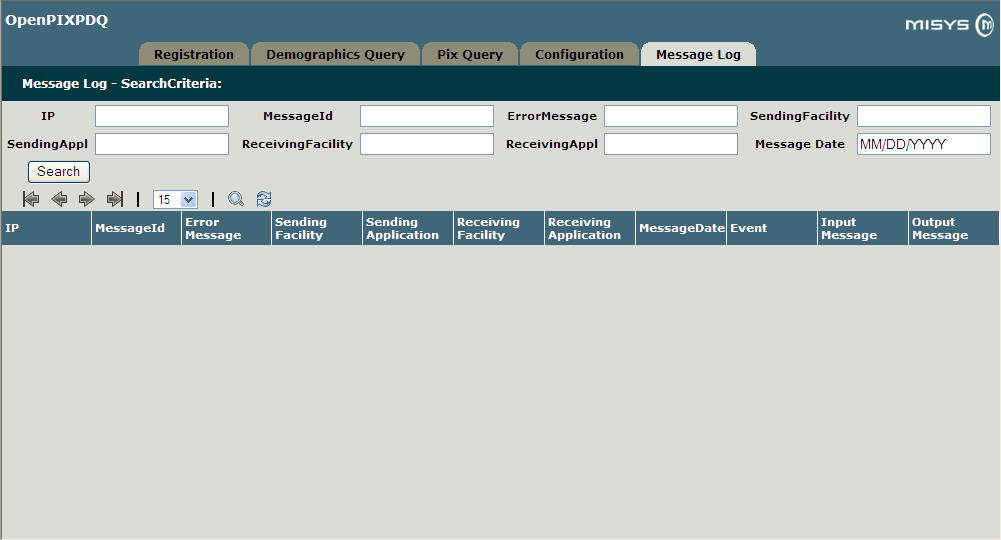 OpenPIXPDQ
MISYS m
Registration Demographics Query Pix Query Configuration Message Log
Message Log - SearchCriteria:
IP MessageId ErrorMessage SendingFacility
SendingAppl ReceivingFacility ReceivingAppl Message Date MM/DD/YYYY
Search
15
IP MessageId Error Message Sending Facility Sending Application Receiving Facility Receiving Application MessageDate Event Input Message Output Message